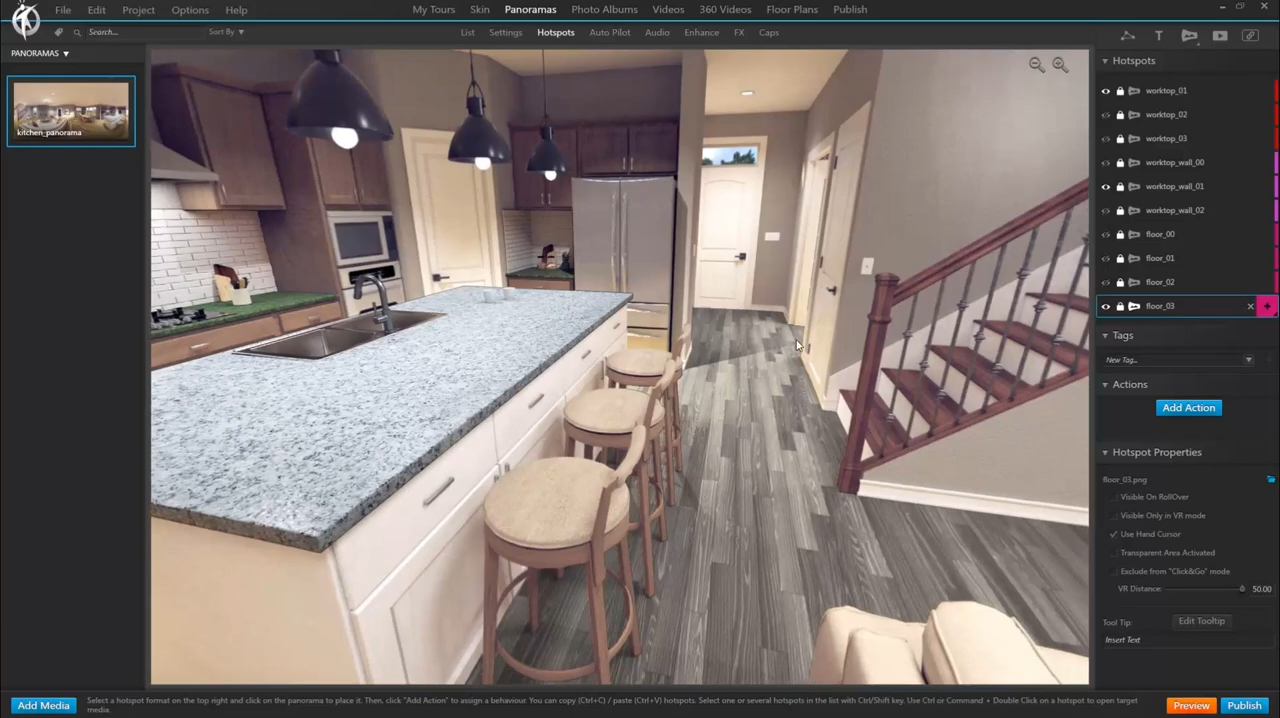 File Edit Project Options Help My Tours Skin Panoramas Photo Albums Videos 360 Videos Floor Plans Publish
Search... Sort By List Settings Hotspots Auto Pilot Audio Enhance FX Caps
PANORAMAS
kitchen_panorama
Hotspots
worktop_01
worktop_02
worktop_03
worktop_wall_00
worktop_wall_01
worktop_wall_02
floor_00
floor_01
floor_02
floor_03
Tags
New Tag...
Actions
Add Action
Hotspot Properties
floor_03.png
Visible On RollOver
Visible Only in VR mode
Use Hand Cursor
Transparent Area Activated
Exclude from "Click&Go" mode
VR Distance: 50.00
Tool Tip: Edit Tooltip
Insert Text
Add Media Select a hotspot format on the top right and click on the panorama to place it. Then, click "Add Action" to assign a behaviour. You can copy (Ctrl+C) / paste (Ctrl+V) hotspots. Select one or several hotspots in the list with Ctrl/Shift key. Use Ctrl or Command + Double Click on a hotspot to open target
media. Preview Publish